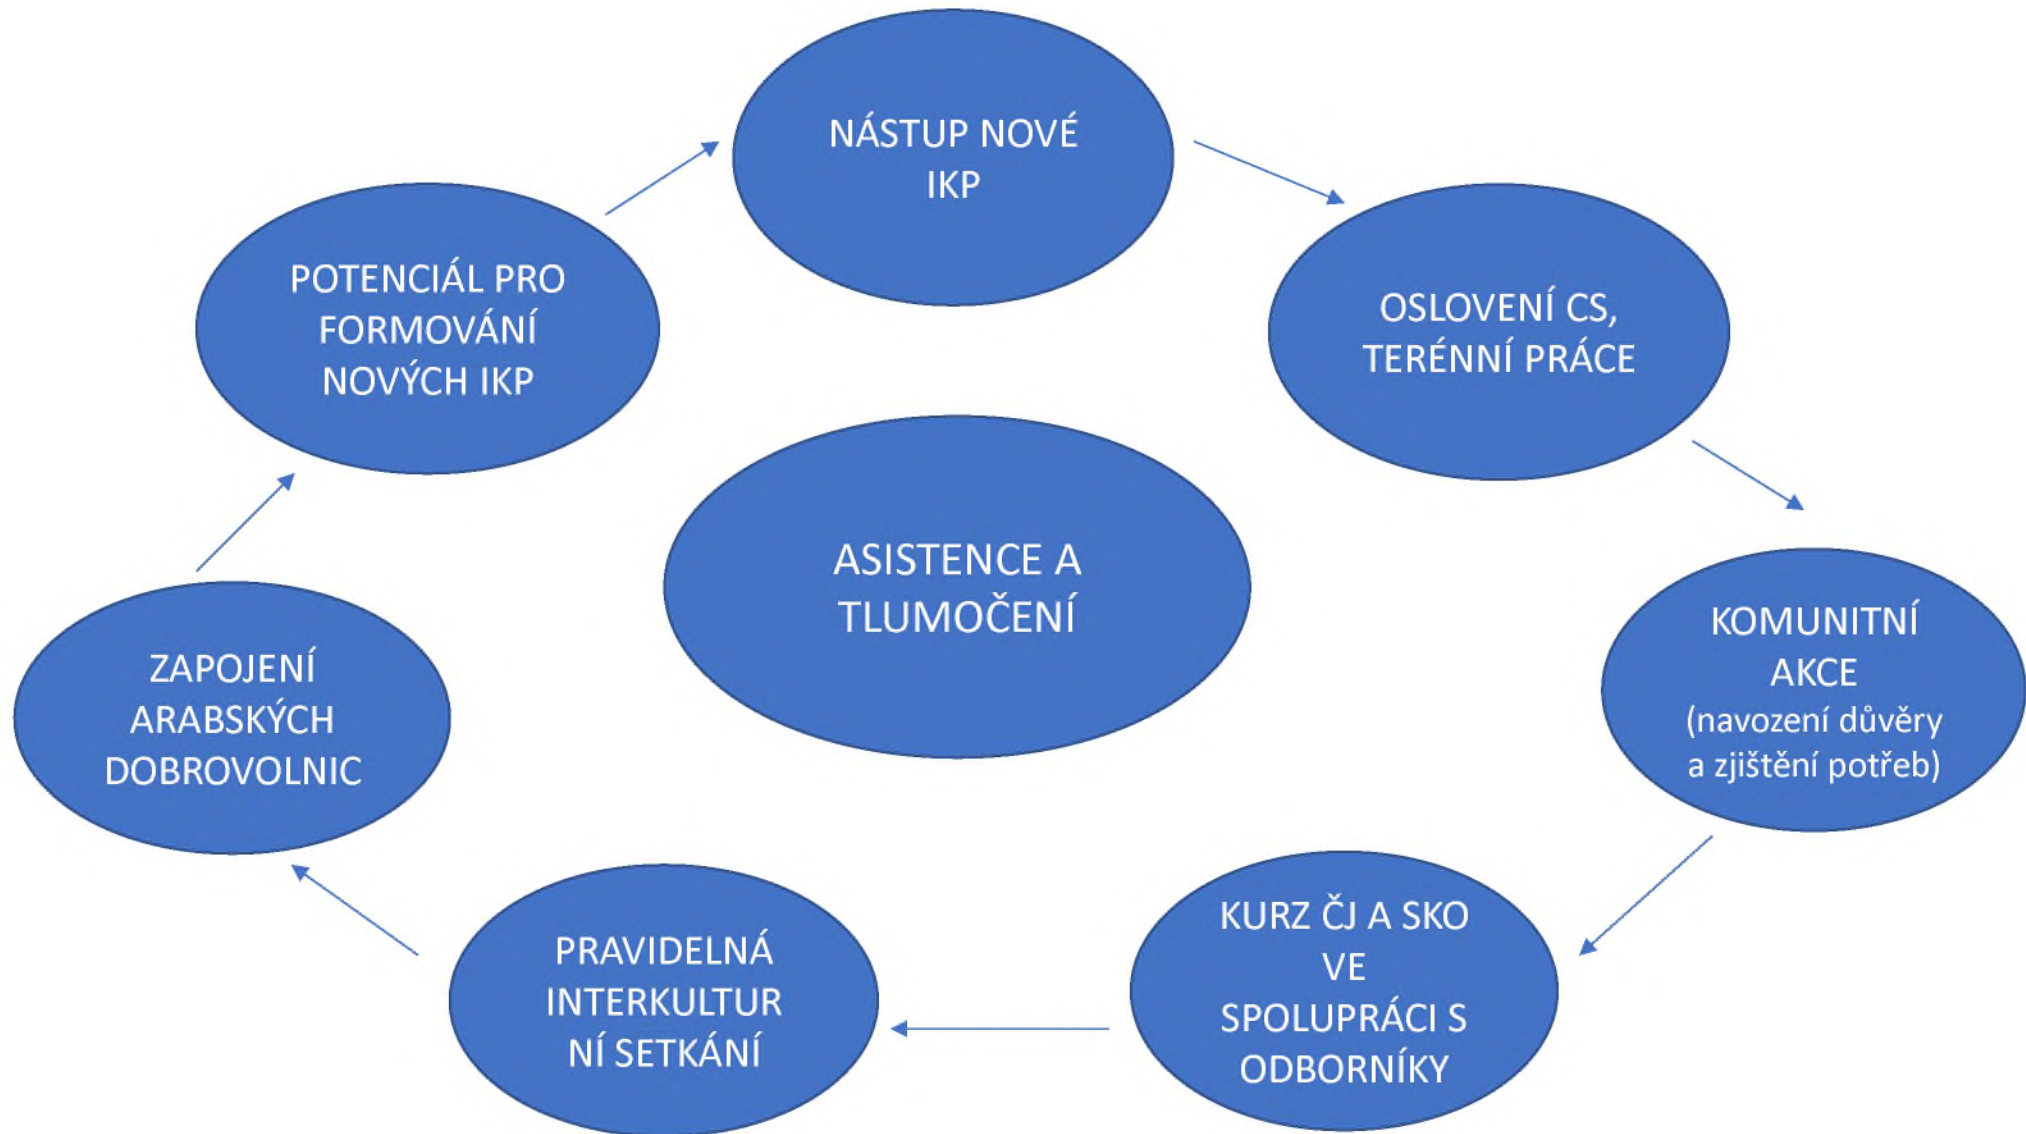 NÁSTUP NOVÉ
IKP
OSLOVENÍ CS,
TERÉNNÍ PRÁCE
KOMUNITNÍ
AKCE
(navození důvěry
a zjištění potřeb)
KURZ ČJ A SKO
VE
SPOLUPRÁCI S
ODBORNÍKY
PRAVIDELNÁ
INTERKULTUR
NÍ SETKÁNÍ
ZAPOJENÍ
ARABSKÝCH
DOBROVOLNIC
POTENCIÁL PRO
FORMOVÁNÍ
NOVÝCH IKP
ASISTENCE A
TLUMOČENÍ